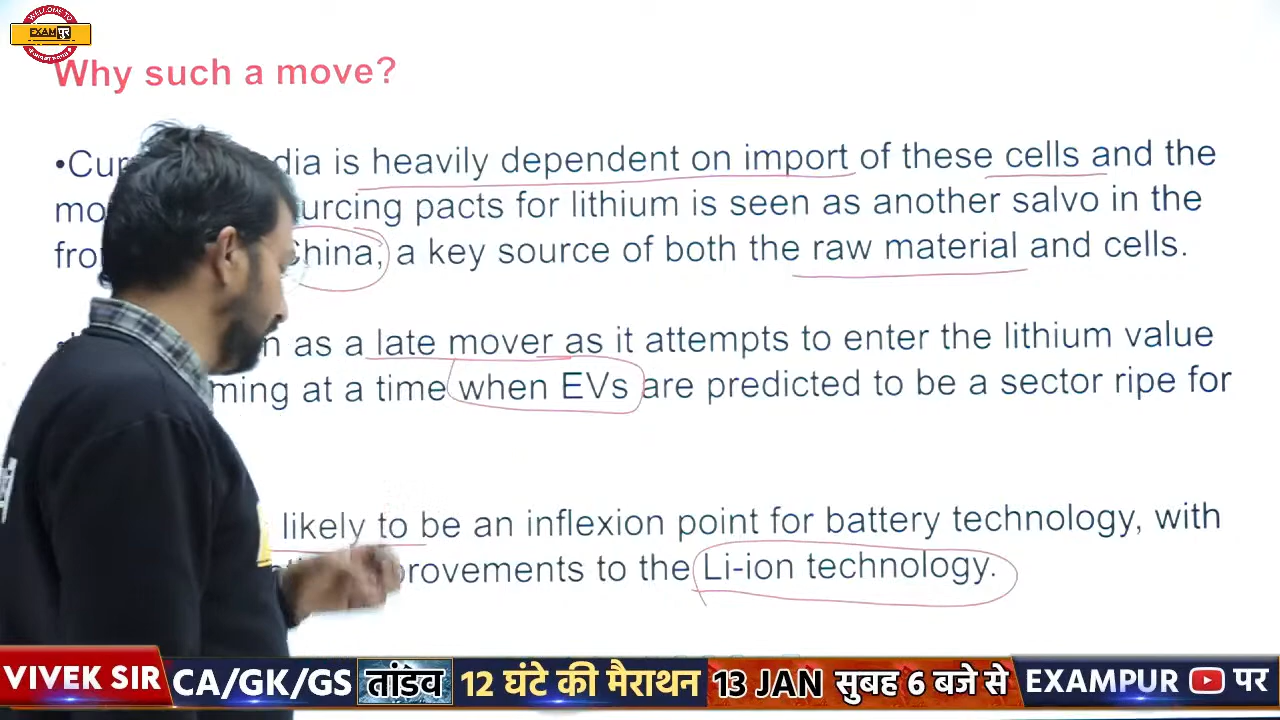 WELCOME TO
EXAMपुर
Why such a move?
•Cur dia is heavily dependent on import of these cells and the
mo urcing pacts for lithium is seen as another salvo in the
fro China, a key source of both the raw material and cells.
n as a late mover as it attempts to enter the lithium value
ming at a time when EVs are predicted to be a sector ripe for
likely to be an inflexion point for battery technology, with
provements to the Li-ion technology.
VIVEK SIR CA/GK/GS तांडव 12 घंटे की मैराथन 13 JAN सुबह 6 बजे से EXAMPUR पर